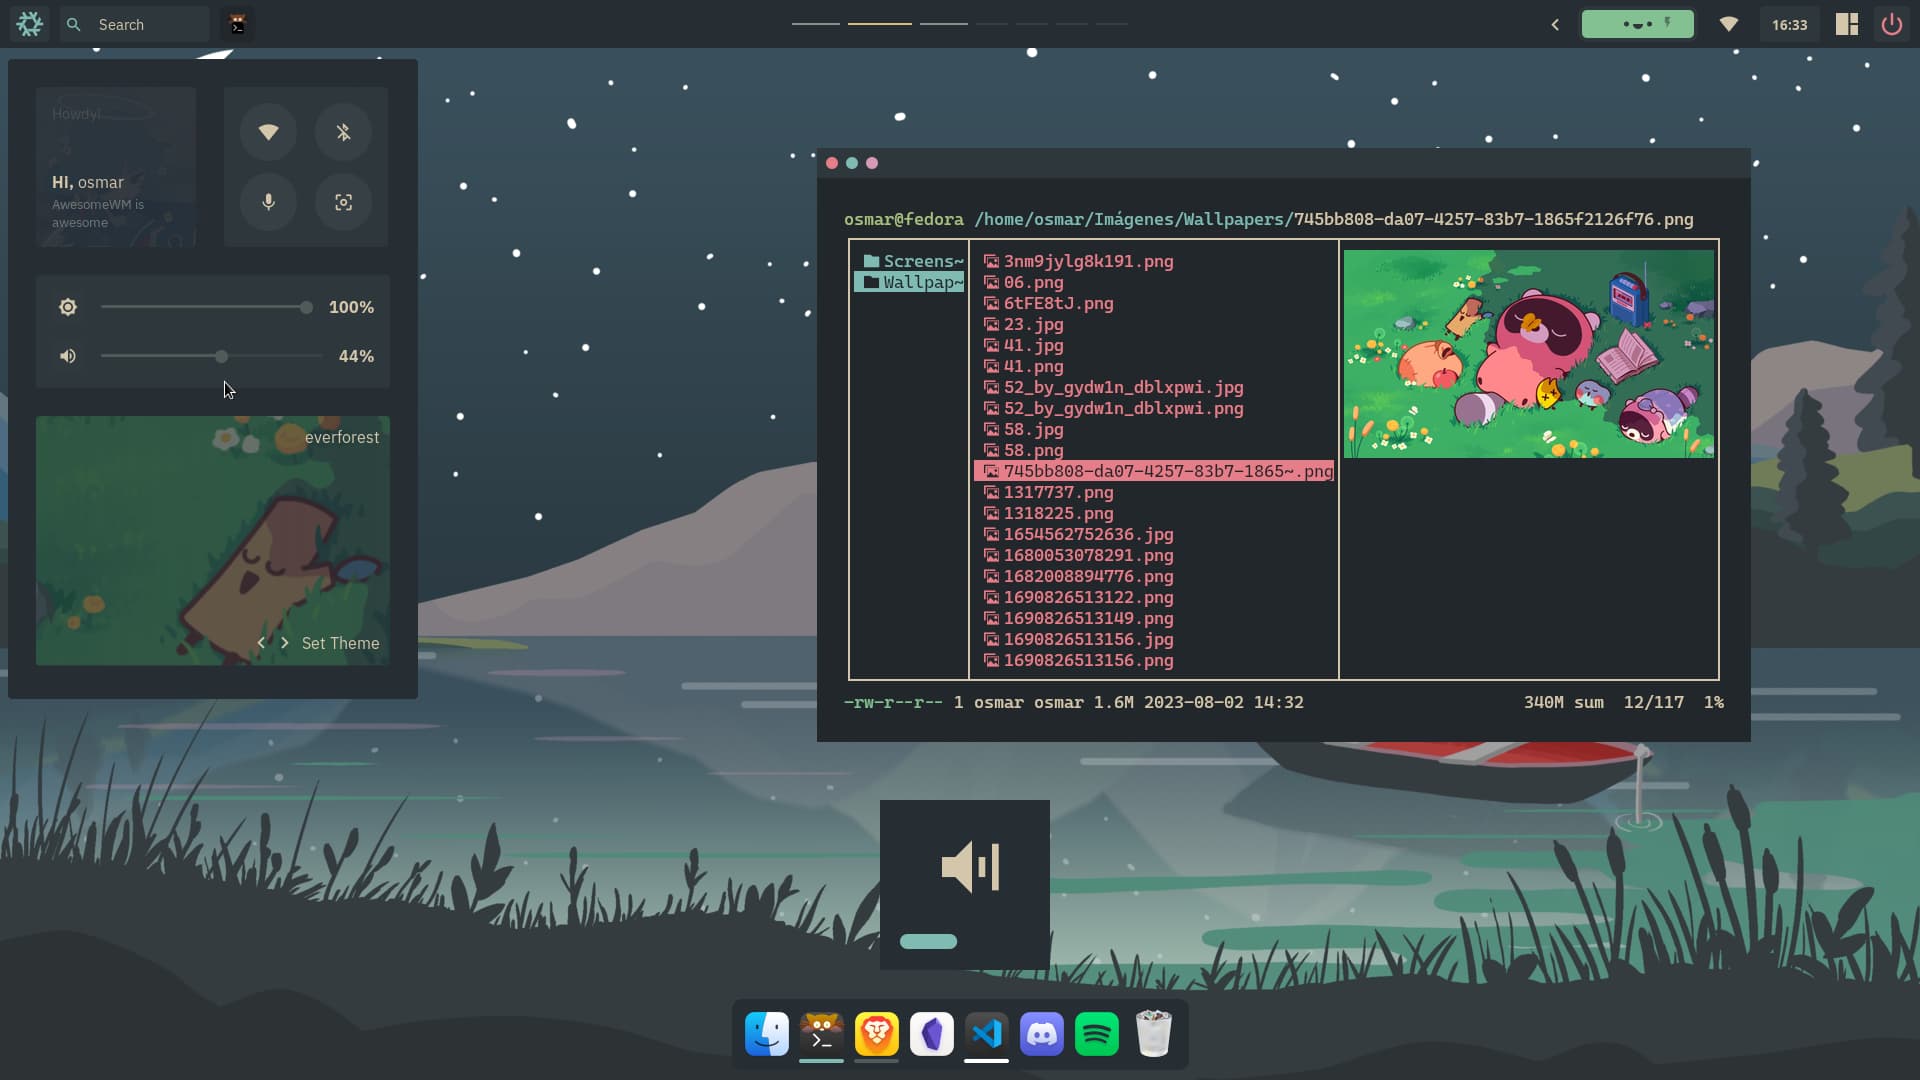 Search
16:33
Howdy!
Hi, osmar
AwesomeWM is
awesome
100%
44%
everforest
Set Theme
osmar@fedora /home/osmar/Imágenes/Wallpapers/745bb808-da07-4257-83b7-1865f2126f76.png
Screens~
Wallpap~
3nm9jylg8k191.png
06.png
6tFE8tJ.png
23.jpg
41.jpg
41.png
52_by_gydw1n_dblxpwi.jpg
52_by_gydw1n_dblxpwi.png
58.jpg
58.png
745bb808-da07-4257-83b7-1865~.png
1317737.png
1318225.png
1654562752636.jpg
1680053078291.png
1682008894776.png
1690826513122.png
1690826513149.png
1690826513156.jpg
1690826513156.png
-rw-r--r-- 1 osmar osmar 1.6M 2023-08-02 14:32 340M sum 12/117 1%